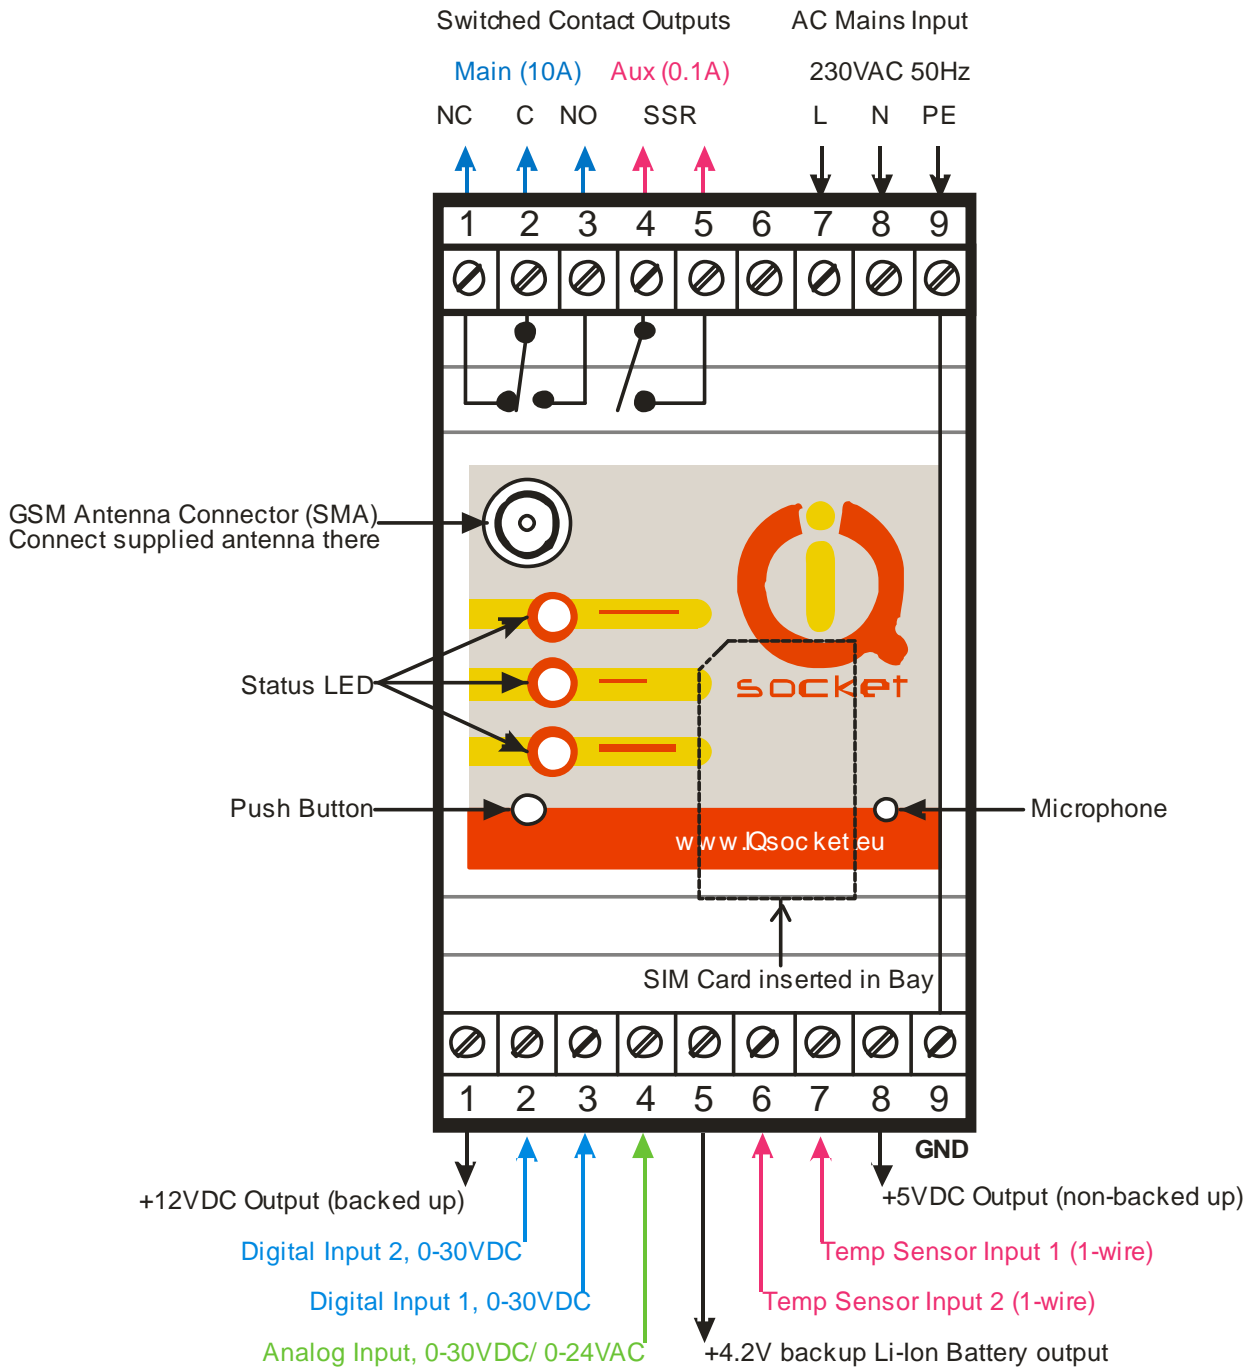 Switched Contact Outputs AC Mains Input
Main (10A) Aux (0.1A) 230VAC 50Hz
NC C NO SSR L N PE
1 2 3 4 5 6 7 8 9
GSM Antenna Connector (SMA)
Connect supplied antenna there
iQ
socket
Status LED
Push Button
Microphone
www.IQsocket.eu
SIM Card inserted in Bay
1 2 3 4 5 6 7 8 9
GND
+12VDC Output (backed up)
+5VDC Output (non-backed up)
Digital Input 2, 0-30VDC
Temp Sensor Input 1 (1-wire)
Digital Input 1, 0-30VDC
Temp Sensor Input 2 (1-wire)
Analog Input, 0-30VDC/ 0-24VAC
+4.2V backup Li-Ion Battery output